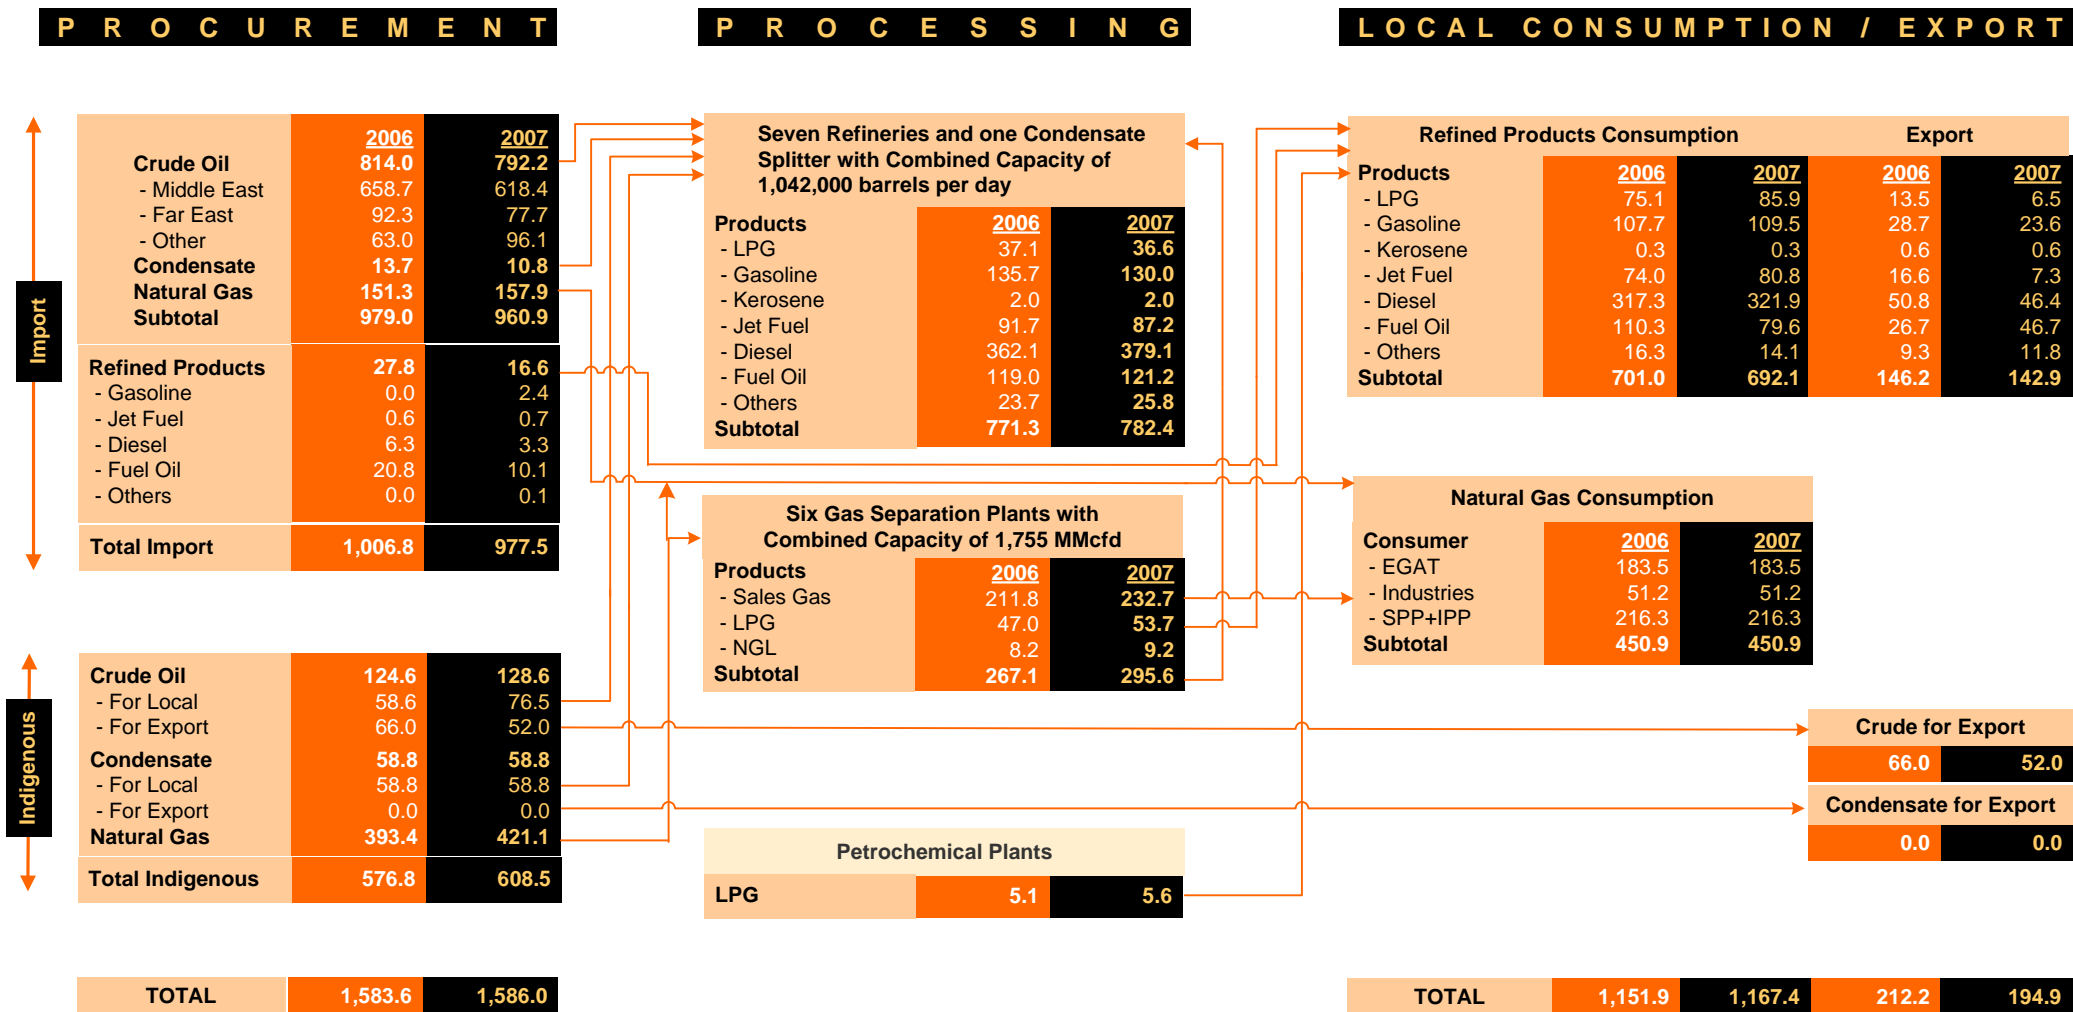 PROCUREMENT
Import
2006 2007
Crude Oil 814.0 792.2
- Middle East 658.7 618.4
- Far East 92.3 77.7
- Other 63.0 96.1
Condensate 13.7 10.8
Natural Gas 151.3 157.9
Subtotal 979.0 960.9
Refined Products 27.8 16.6
- Gasoline 0.0 2.4
- Jet Fuel 0.6 0.7
- Diesel 6.3 3.3
- Fuel Oil 20.8 10.1
- Others 0.0 0.1
Total Import 1,006.8 977.5
Indigenous
Crude Oil 124.6 128.6
- For Local 58.6 76.5
- For Export 66.0 52.0
Condensate 58.8 58.8
- For Local 58.8 58.8
- For Export 0.0 0.0
Natural Gas 393.4 421.1
Total Indigenous 576.8 608.5
TOTAL 1,583.6 1,586.0
PROCESSING
Seven Refineries and one Condensate
Splitter with Combined Capacity of
1,042,000 barrels per day
Products 2006 2007
- LPG 37.1 36.6
- Gasoline 135.7 130.0
- Kerosene 2.0 2.0
- Jet Fuel 91.7 87.2
- Diesel 362.1 379.1
- Fuel Oil 119.0 121.2
- Others 23.7 25.8
Subtotal 771.3 782.4
Six Gas Separation Plants with
Combined Capacity of 1,755 MMcfd
Products 2006 2007
- Sales Gas 211.8 232.7
- LPG 47.0 53.7
- NGL 8.2 9.2
Subtotal 267.1 295.6
Petrochemical Plants
LPG 5.1 5.6
LOCAL CONSUMPTION / EXPORT
Refined Products Consumption Export
Products 2006 2007 2006 2007
- LPG 75.1 85.9 13.5 6.5
- Gasoline 107.7 109.5 28.7 23.6
- Kerosene 0.3 0.3 0.6 0.6
- Jet Fuel 74.0 80.8 16.6 7.3
- Diesel 317.3 321.9 50.8 46.4
- Fuel Oil 110.3 79.6 26.7 46.7
- Others 16.3 14.1 9.3 11.8
Subtotal 701.0 692.1 146.2 142.9
Natural Gas Consumption
Consumer 2006 2007
- EGAT 183.5 183.5
- Industries 51.2 51.2
- SPP+IPP 216.3 216.3
Subtotal 450.9 450.9
Crude for Export
66.0 52.0
Condensate for Export
0.0 0.0
TOTAL 1,151.9 1,167.4 212.2 194.9